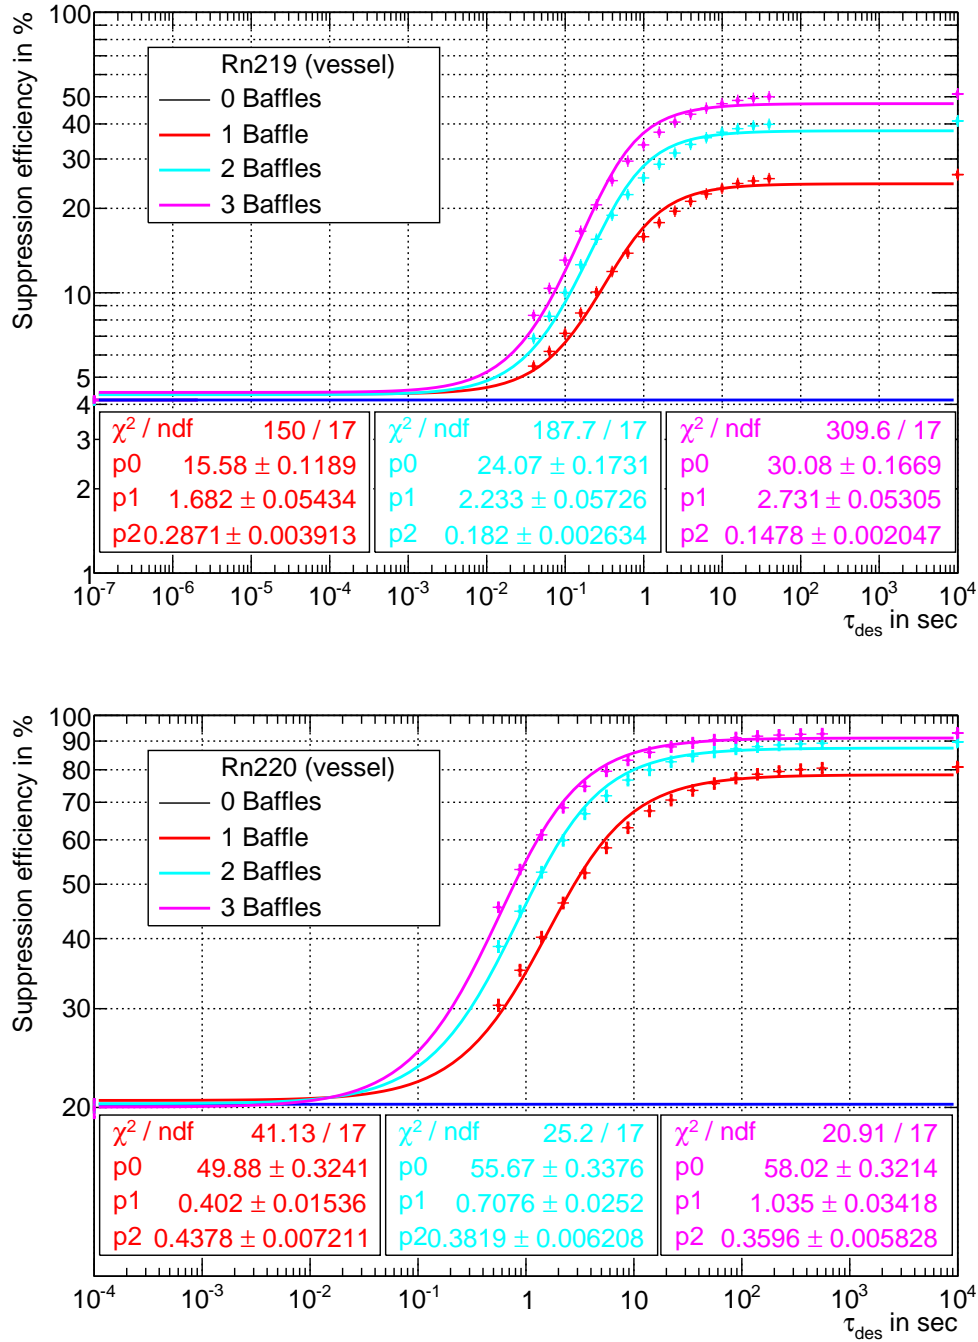 Suppression efficiency in %
100
50
40
30
20
10
5
4
3
2
1
Rn219 (vessel)
0 Baffles
1 Baffle
2 Baffles
3 Baffles
χ² / ndf 150 / 17
p0 15.58 ± 0.1189
p1 1.682 ± 0.05434
p2 0.2871 ± 0.003913
χ² / ndf 187.7 / 17
p0 24.07 ± 0.1731
p1 2.233 ± 0.05726
p2 0.182 ± 0.002634
χ² / ndf 309.6 / 17
p0 30.08 ± 0.1669
p1 2.731 ± 0.05305
p2 0.1478 ± 0.002047
10⁻⁷ 10⁻⁶ 10⁻⁵ 10⁻⁴ 10⁻³ 10⁻² 10⁻¹ 1 10 10² 10³ 10⁴
τ_des in sec
Suppression efficiency in %
100
90
80
70
60
50
40
30
20
Rn220 (vessel)
0 Baffles
1 Baffle
2 Baffles
3 Baffles
χ² / ndf 41.13 / 17
p0 49.88 ± 0.3241
p1 0.402 ± 0.01536
p2 0.4378 ± 0.007211
χ² / ndf 25.2 / 17
p0 55.67 ± 0.3376
p1 0.7076 ± 0.0252
p2 0.3819 ± 0.006208
χ² / ndf 20.91 / 17
p0 58.02 ± 0.3214
p1 1.035 ± 0.03418
p2 0.3596 ± 0.005828
10⁻⁴ 10⁻³ 10⁻² 10⁻¹ 1 10 10² 10³ 10⁴
τ_des in sec